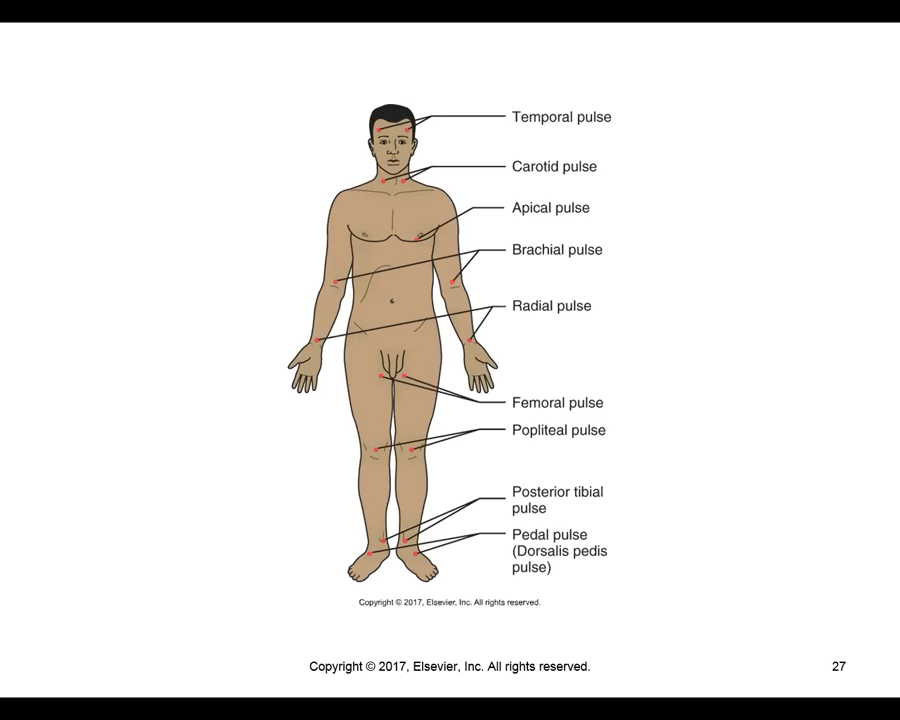 Temporal pulse
Carotid pulse
Apical pulse
Brachial pulse
Radial pulse
Femoral pulse
Popliteal pulse
Posterior tibial
pulse
Pedal pulse
(Dorsalis pedis
pulse)
Copyright © 2017, Elsevier, Inc. All rights reserved.
Copyright © 2017, Elsevier, Inc. All rights reserved.
27